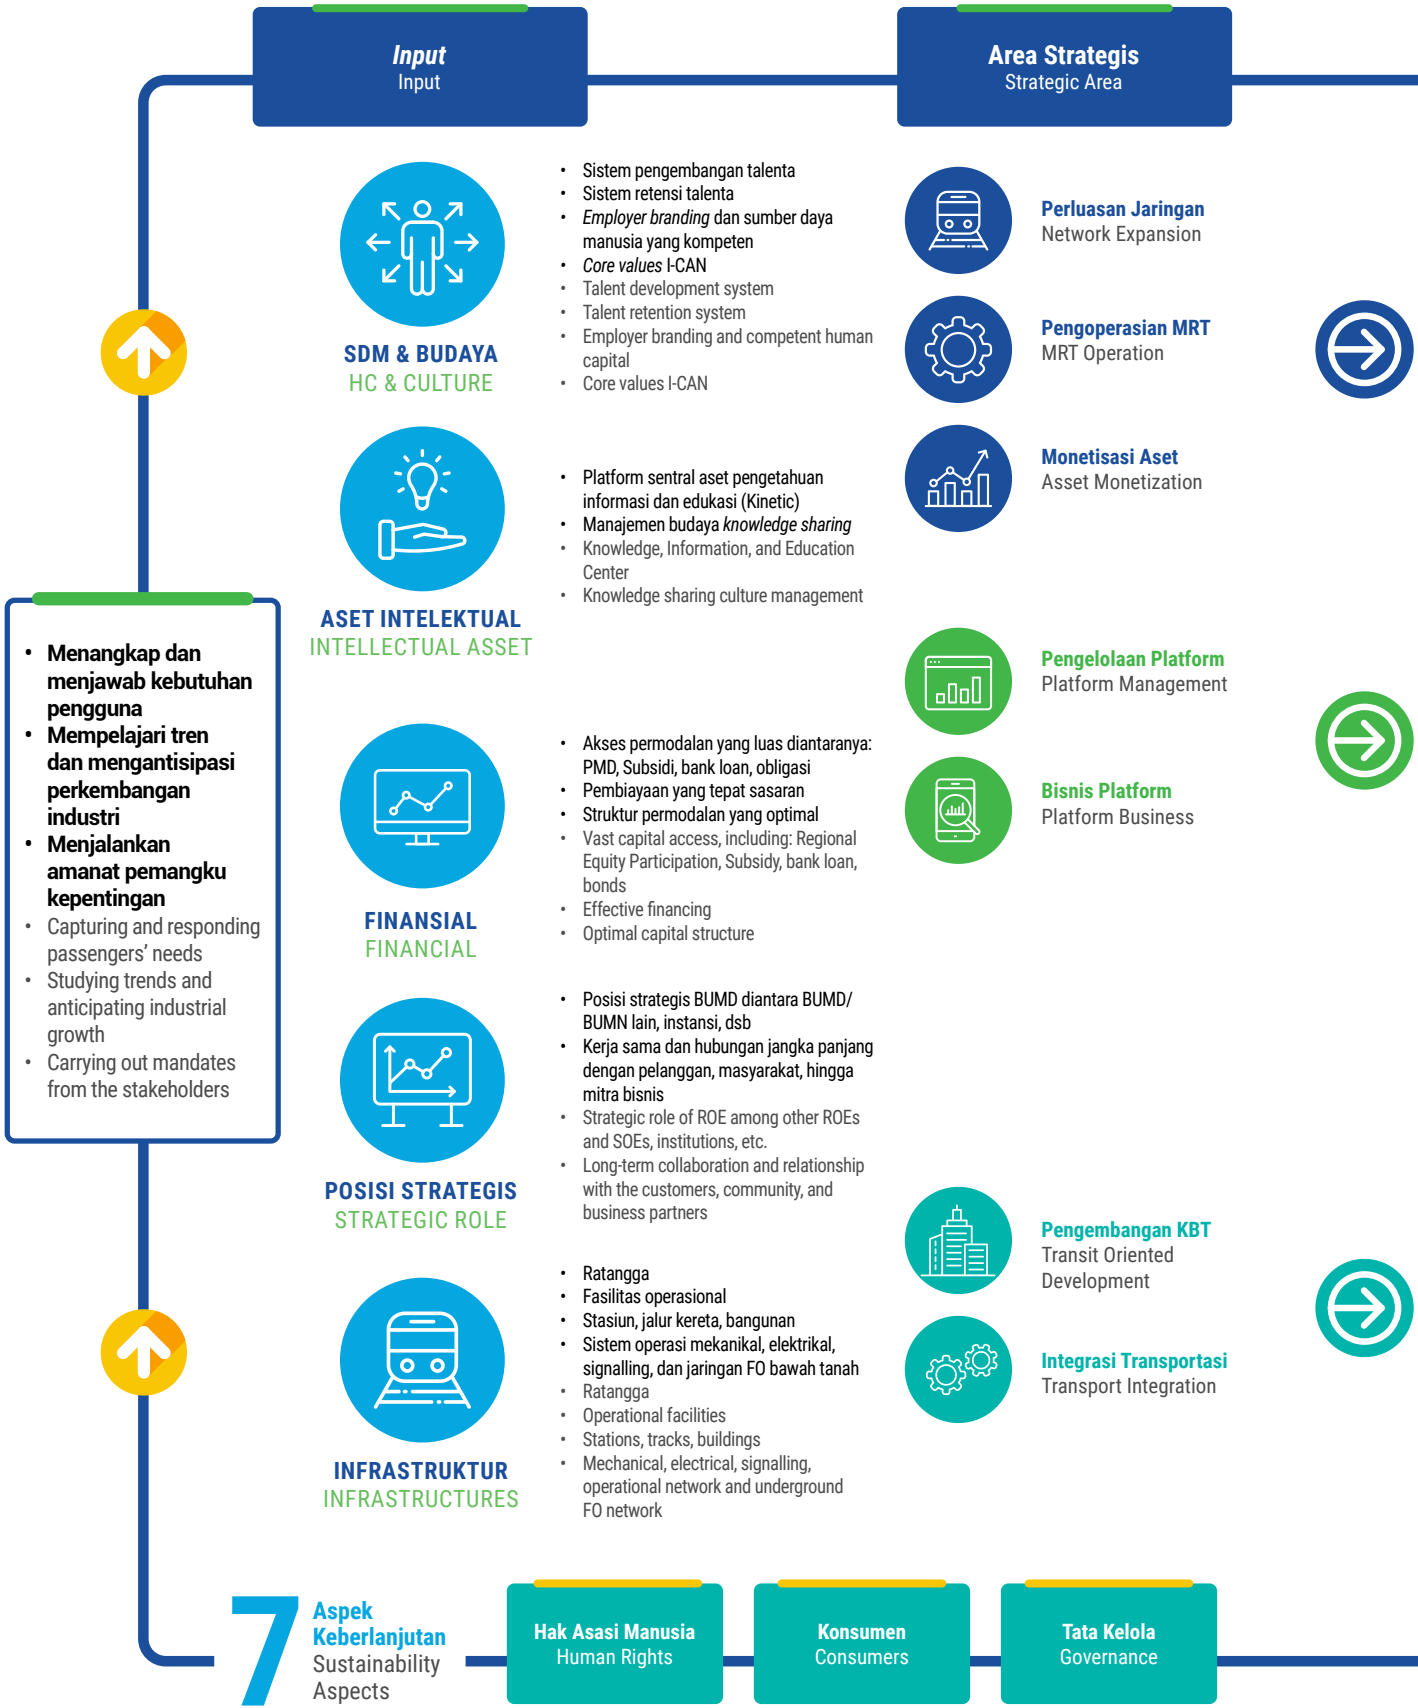 Input
Input
Area Strategis
Strategic Area
• Menangkap dan
menjawab kebutuhan
pengguna
• Mempelajari tren
dan mengantisipasi
perkembangan
industri
• Menjalankan
amanat pemangku
kepentingan
• Capturing and responding
passengers’ needs
• Studying trends and
anticipating industrial
growth
• Carrying out mandates
from the stakeholders
SDM & BUDAYA
HC & CULTURE
• Sistem pengembangan talenta
• Sistem retensi talenta
• Employer branding dan sumber daya
manusia yang kompeten
• Core values I-CAN
• Talent development system
• Talent retention system
• Employer branding and competent human
capital
• Core values I-CAN
ASET INTELEKTUAL
INTELLECTUAL ASSET
• Platform sentral aset pengetahuan
informasi dan edukasi (Kinetic)
• Manajemen budaya knowledge sharing
• Knowledge, Information, and Education
Center
• Knowledge sharing culture management
FINANSIAL
FINANCIAL
• Akses permodalan yang luas diantaranya:
PMD, Subsidi, bank loan, obligasi
• Pembiayaan yang tepat sasaran
• Struktur permodalan yang optimal
• Vast capital access, including: Regional
Equity Participation, Subsidy, bank loan,
bonds
• Effective financing
• Optimal capital structure
POSISI STRATEGIS
STRATEGIC ROLE
• Posisi strategis BUMD diantara BUMD/
BUMN lain, instansi, dsb
• Kerja sama dan hubungan jangka panjang
dengan pelanggan, masyarakat, hingga
mitra bisnis
• Strategic role of ROE among other ROEs
and SOEs, institutions, etc.
• Long-term collaboration and relationship
with the customers, community, and
business partners
INFRASTRUKTUR
INFRASTRUCTURES
• Ratangga
• Fasilitas operasional
• Stasiun, jalur kereta, bangunan
• Sistem operasi mekanikal, elektrikal,
signalling, dan jaringan FO bawah tanah
• Ratangga
• Operational facilities
• Stations, tracks, buildings
• Mechanical, electrical, signalling,
operational network and underground
FO network
Perluasan Jaringan
Network Expansion
Pengoperasian MRT
MRT Operation
Monetisasi Aset
Asset Monetization
Pengelolaan Platform
Platform Management
Bisnis Platform
Platform Business
Pengembangan KBT
Transit Oriented
Development
Integrasi Transportasi
Transport Integration
7
Aspek
Keberlanjutan
Sustainability
Aspects
Hak Asasi Manusia
Human Rights
Konsumen
Consumers
Tata Kelola
Governance